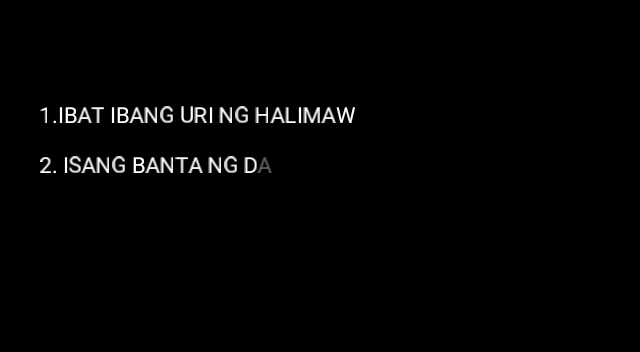 1.IBAT IBANG URI NG HALIMAW
2. ISANG BANTA NG DA